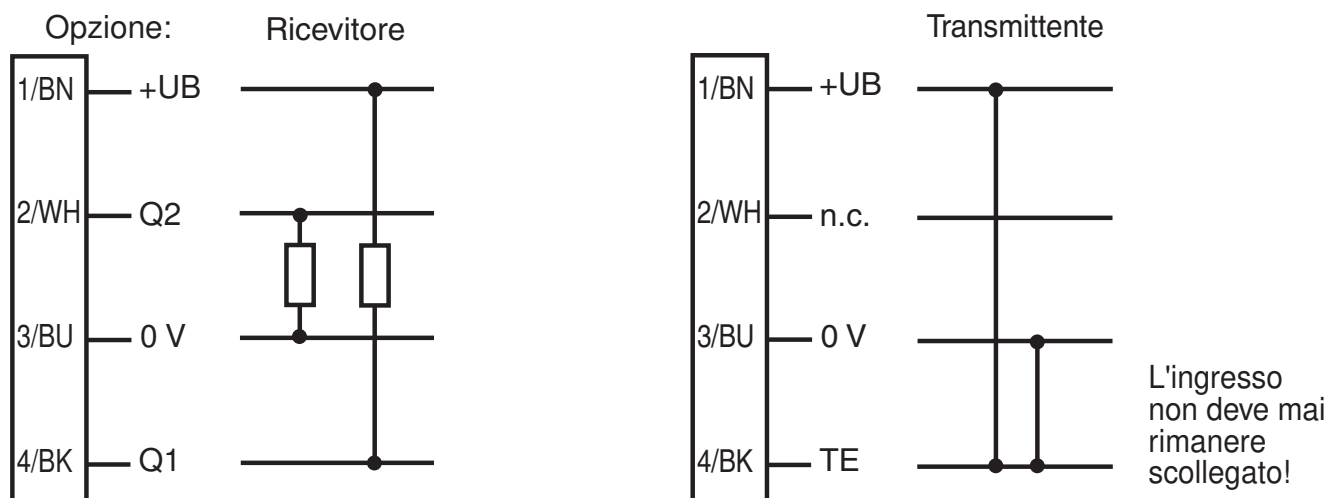 Opzione:
Ricevitore
1/BN
+UB
2/WH
Q2
3/BU
0 V
4/BK
Q1
Transmittente
1/BN
+UB
2/WH
n.c.
3/BU
0 V
4/BK
TE
L'ingresso
non deve mai
rimanere
scollegato!